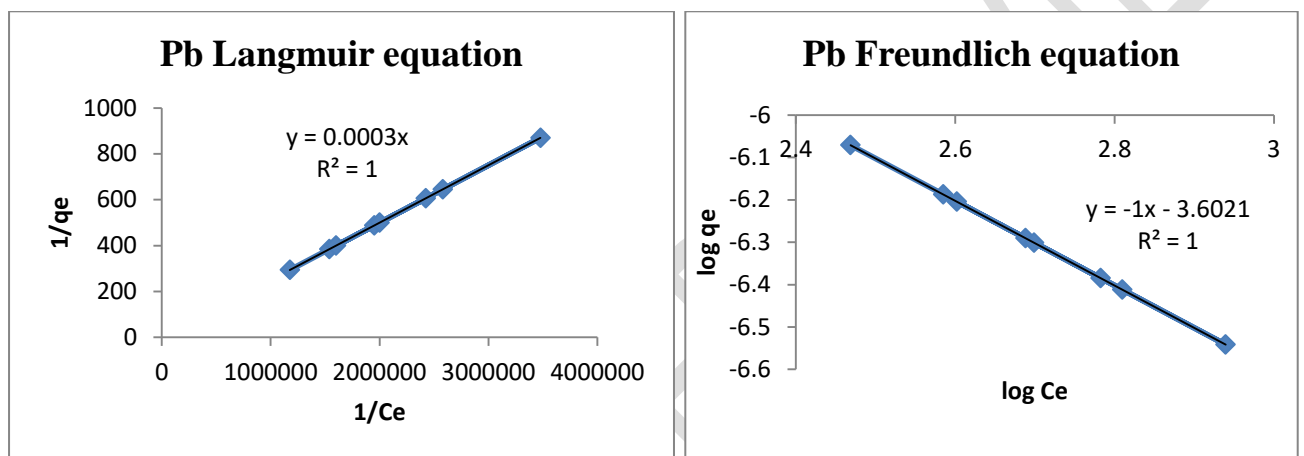 Pb Langmuir equation
1000
800
600
400
200
0
y = 0.0003x
R² = 1
1/qe
0 1000000 2000000 3000000 4000000
1/Ce
Pb Freundlich equation
-6
-6.1
-6.2
-6.3
-6.4
-6.5
-6.6
2.4 2.6 2.8 3
y = -1x - 3.6021
R² = 1
log qe
log Ce